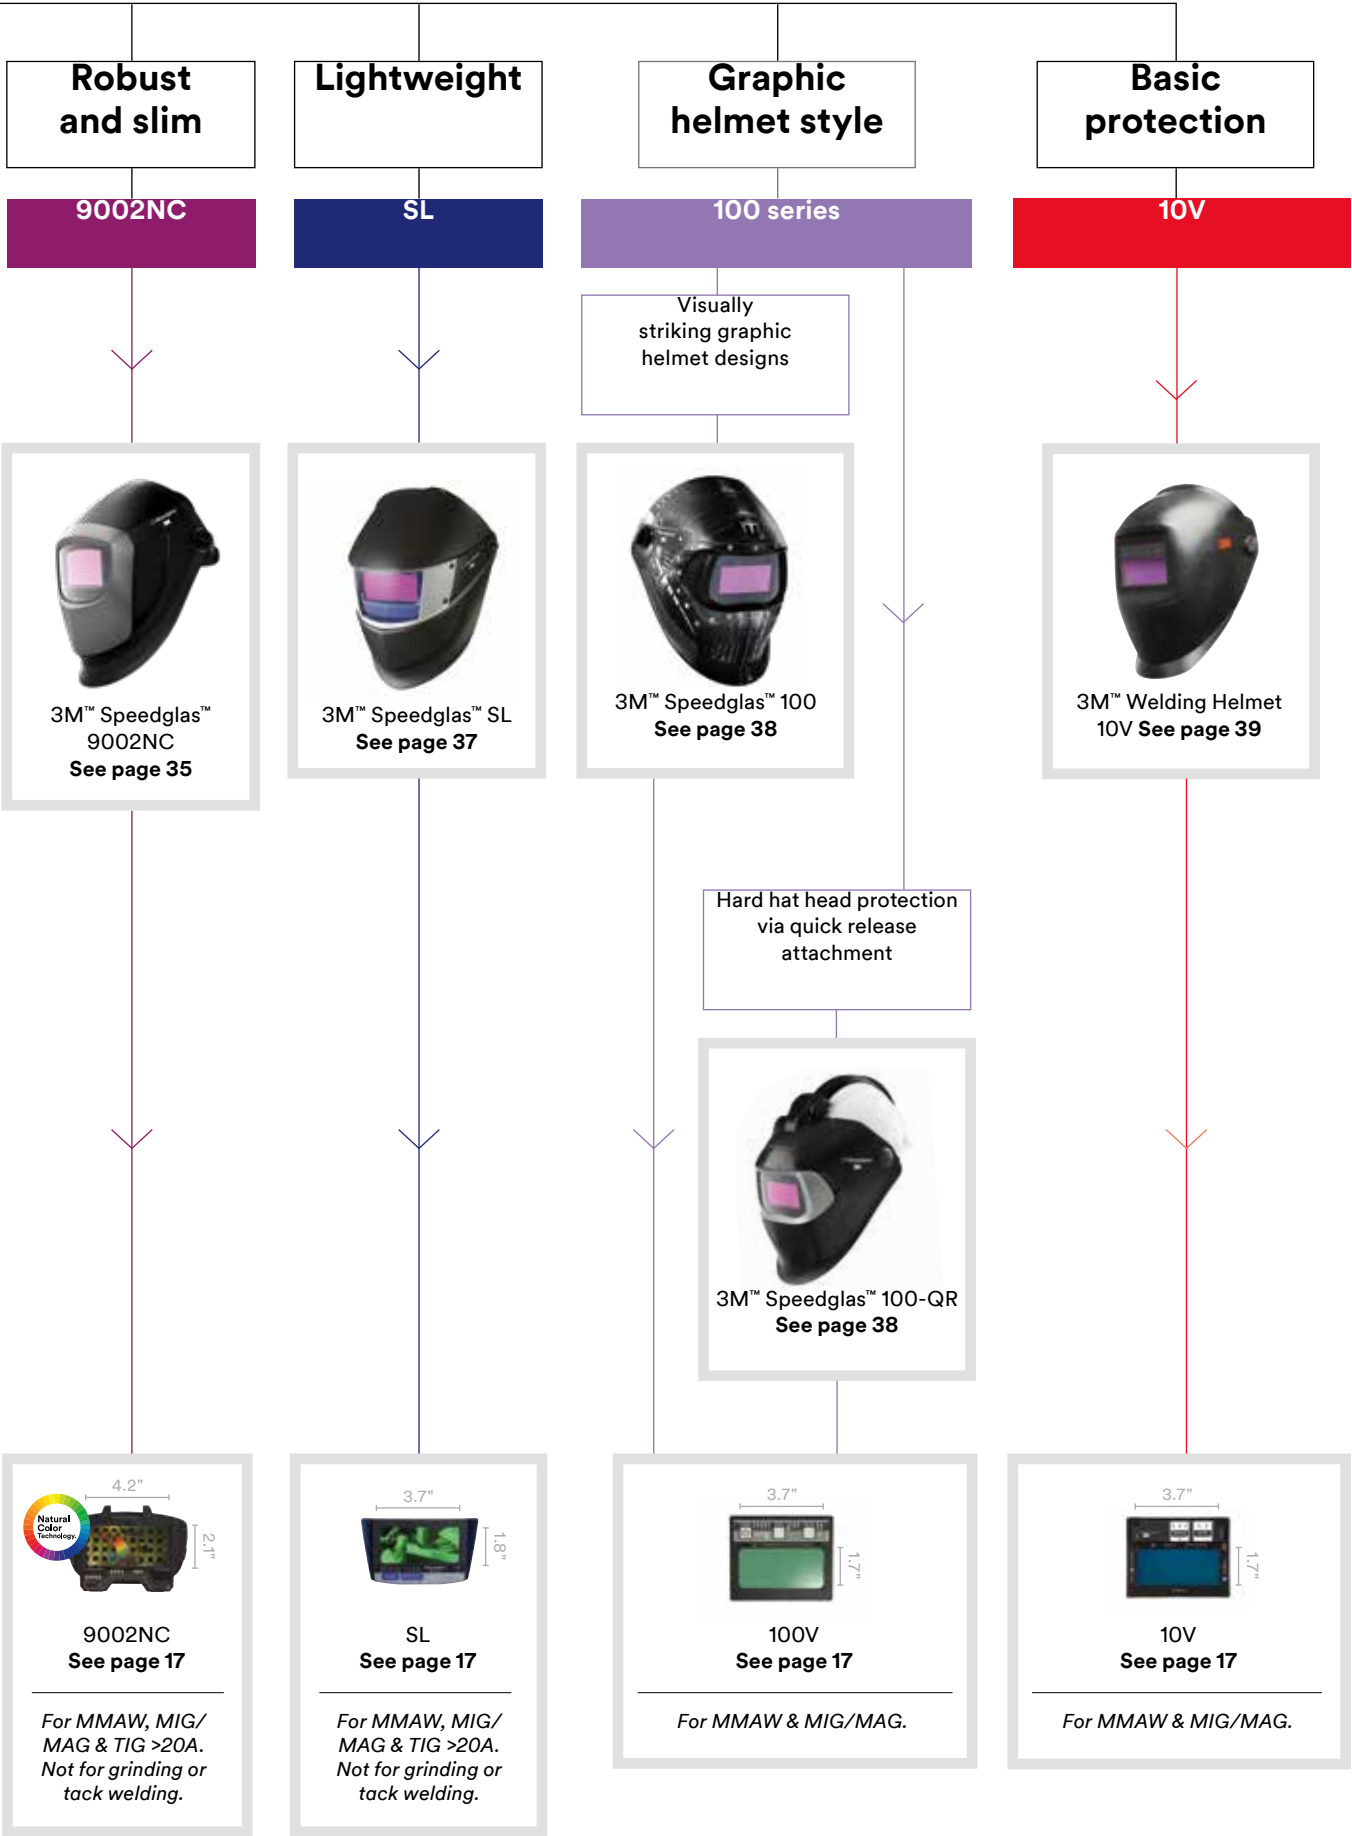 Robust
and slim
Lightweight
Graphic
helmet style
Basic
protection
9002NC
SL
100 series
10V
Visually
striking graphic
helmet designs
3M™ Speedglas™
9002NC
See page 35
3M™ Speedglas™ SL
See page 37
3M™ Speedglas™ 100
See page 38
3M™ Welding Helmet
10V See page 39
Hard hat head protection
via quick release
attachment
3M™ Speedglas™ 100-QR
See page 38
4.2"
Natural
Color
Technology.
2.1"
9002NC
See page 17
For MMAW, MIG/
MAG & TIG >20A.
Not for grinding or
tack welding.
3.7"
1.8"
SL
See page 17
For MMAW, MIG/
MAG & TIG >20A.
Not for grinding or
tack welding.
3.7"
1.7"
100V
See page 17
For MMAW & MIG/MAG.
3.7"
1.7"
10V
See page 17
For MMAW & MIG/MAG.